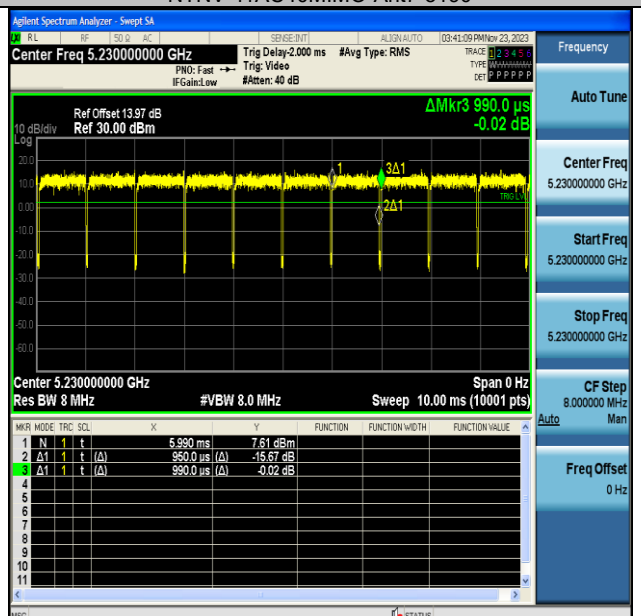 Agilent Spectrum Analyzer - Swept SA
RL RF 50 Ω AC SENSE:INT ALIGN AUTO 03:41:09 PM Nov 23, 2023
Center Freq 5.230000000 GHz
PNO: Fast
IFGain:Low
Trig Delay-2.000 ms
Trig: Video
#Atten: 40 dB
#Avg Type: RMS
TRACE 1 2 3 4 5 6
TYPE
DET P P P P P P
ΔMkr3 990.0 µs
-0.02 dB
Ref Offset 13.97 dB
10 dB/div Ref 30.00 dBm
Log
20.0
10.0
0.00
-10.0
-20.0
-30.0
-40.0
-50.0
-60.0
1
3Δ1
2Δ1
TRIG LVL
Center 5.230000000 GHz Span 0 Hz
Res BW 8 MHz #VBW 8.0 MHz Sweep 10.00 ms (10001 pts)
MKR MODE TRC SCL X Y FUNCTION FUNCTION WIDTH FUNCTION VALUE
1 N 1 t 5.990 ms 7.61 dBm
2 Δ1 1 t (Δ) 950.0 µs (Δ) -15.67 dB
3 Δ1 1 t (Δ) 990.0 µs (Δ) -0.02 dB
4
5
6
7
8
9
10
11
MSG STATUS
Frequency
Auto Tune
Center Freq
5.230000000 GHz
Start Freq
5.230000000 GHz
Stop Freq
5.230000000 GHz
CF Step
8.000000 MHz
Auto Man
Freq Offset
0 Hz